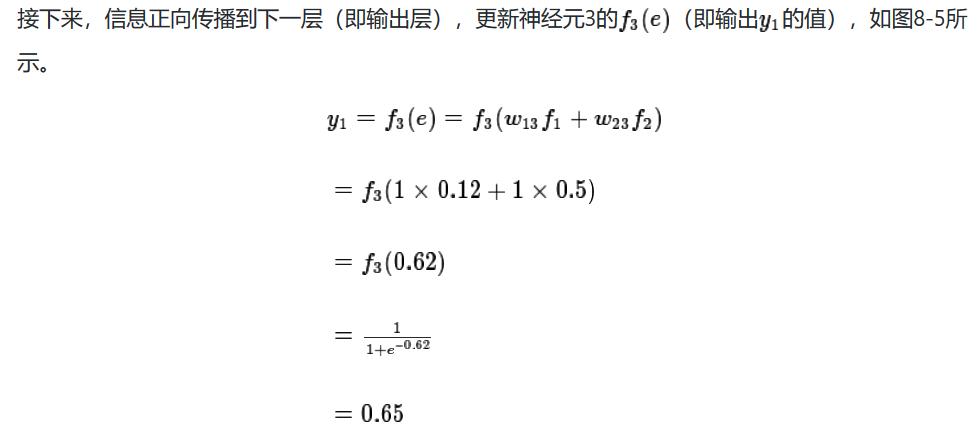 接下来，信息正向传播到下一层（即输出层），更新神经元3的f₃(e)（即输出y₁的值），如图8-5所
示。
y₁ = f₃(e) = f₃(w₁₃f₁ + w₂₃f₂)
= f₃(1 × 0.12 + 1 × 0.5)
= f₃(0.62)
= 1/(1+e^(-0.62))
= 0.65